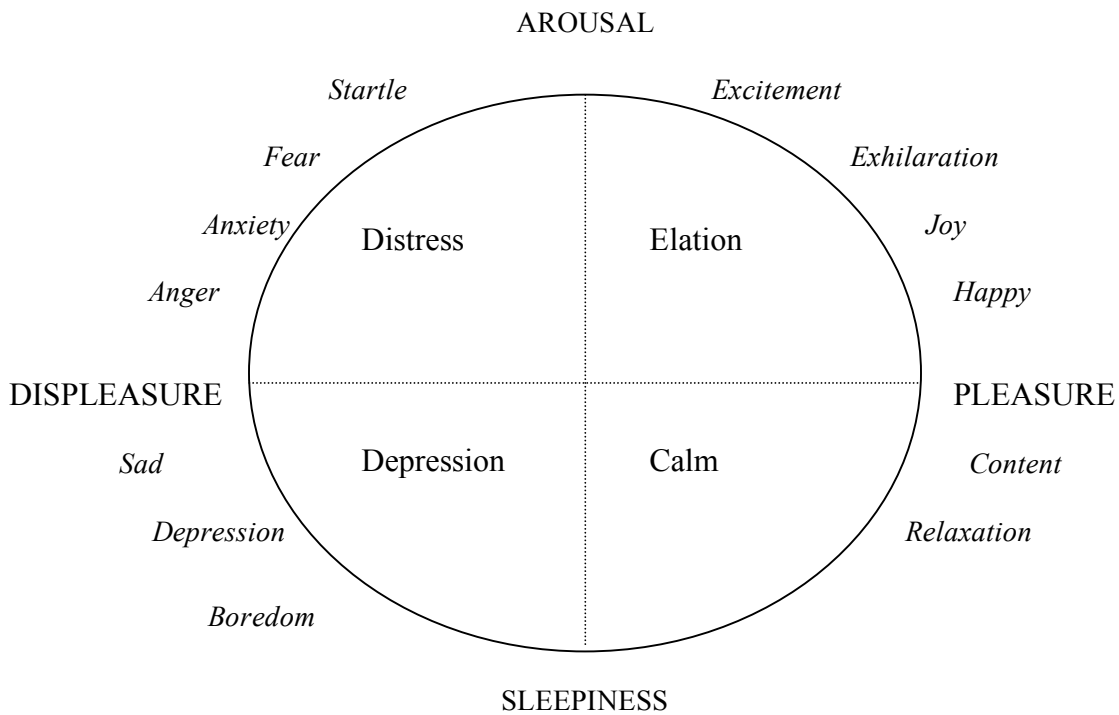 AROUSAL
Startle
Excitement
Fear
Exhilaration
Anxiety
Distress
Elation
Joy
Anger
Happy
DISPLEASURE
PLEASURE
Sad
Depression
Calm
Content
Depression
Relaxation
Boredom
SLEEPINESS